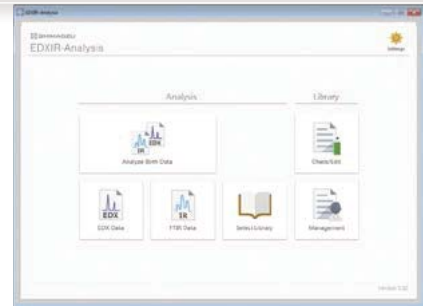 EDXIR-Analysis
SHIMADZU
EDXIR-Analysis
Settings
Analysis
Library
IR
EDX
Analyze Both Data
Create/Edit
EDX
IR
EDX Data
FTIR Data
Select Library
Management